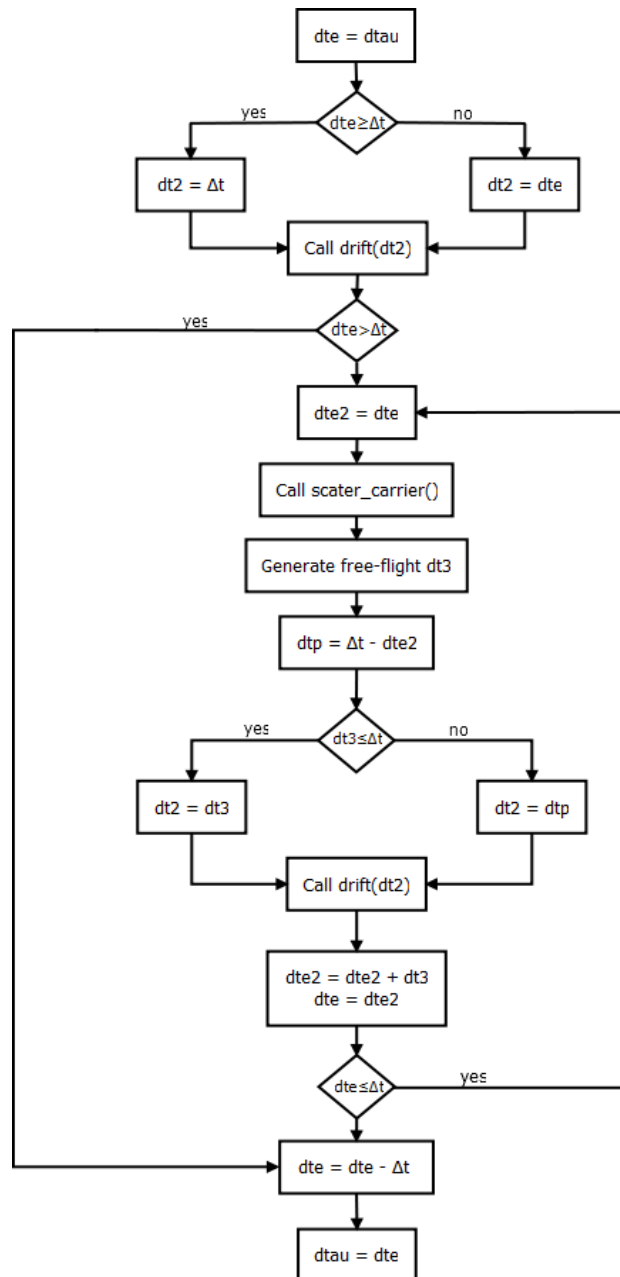 dte = dtau
yes
dte≥Δt
no
dt2 = Δt
dt2 = dte
Call drift(dt2)
yes
dte>Δt
dte2 = dte
Call scater_carrier()
Generate free-flight dt3
dtp = Δt - dte2
yes
dt3≤Δt
no
dt2 = dt3
dt2 = dtp
Call drift(dt2)
dte2 = dte2 + dt3
dte = dte2
dte≤Δt
yes
dte = dte - Δt
dtau = dte